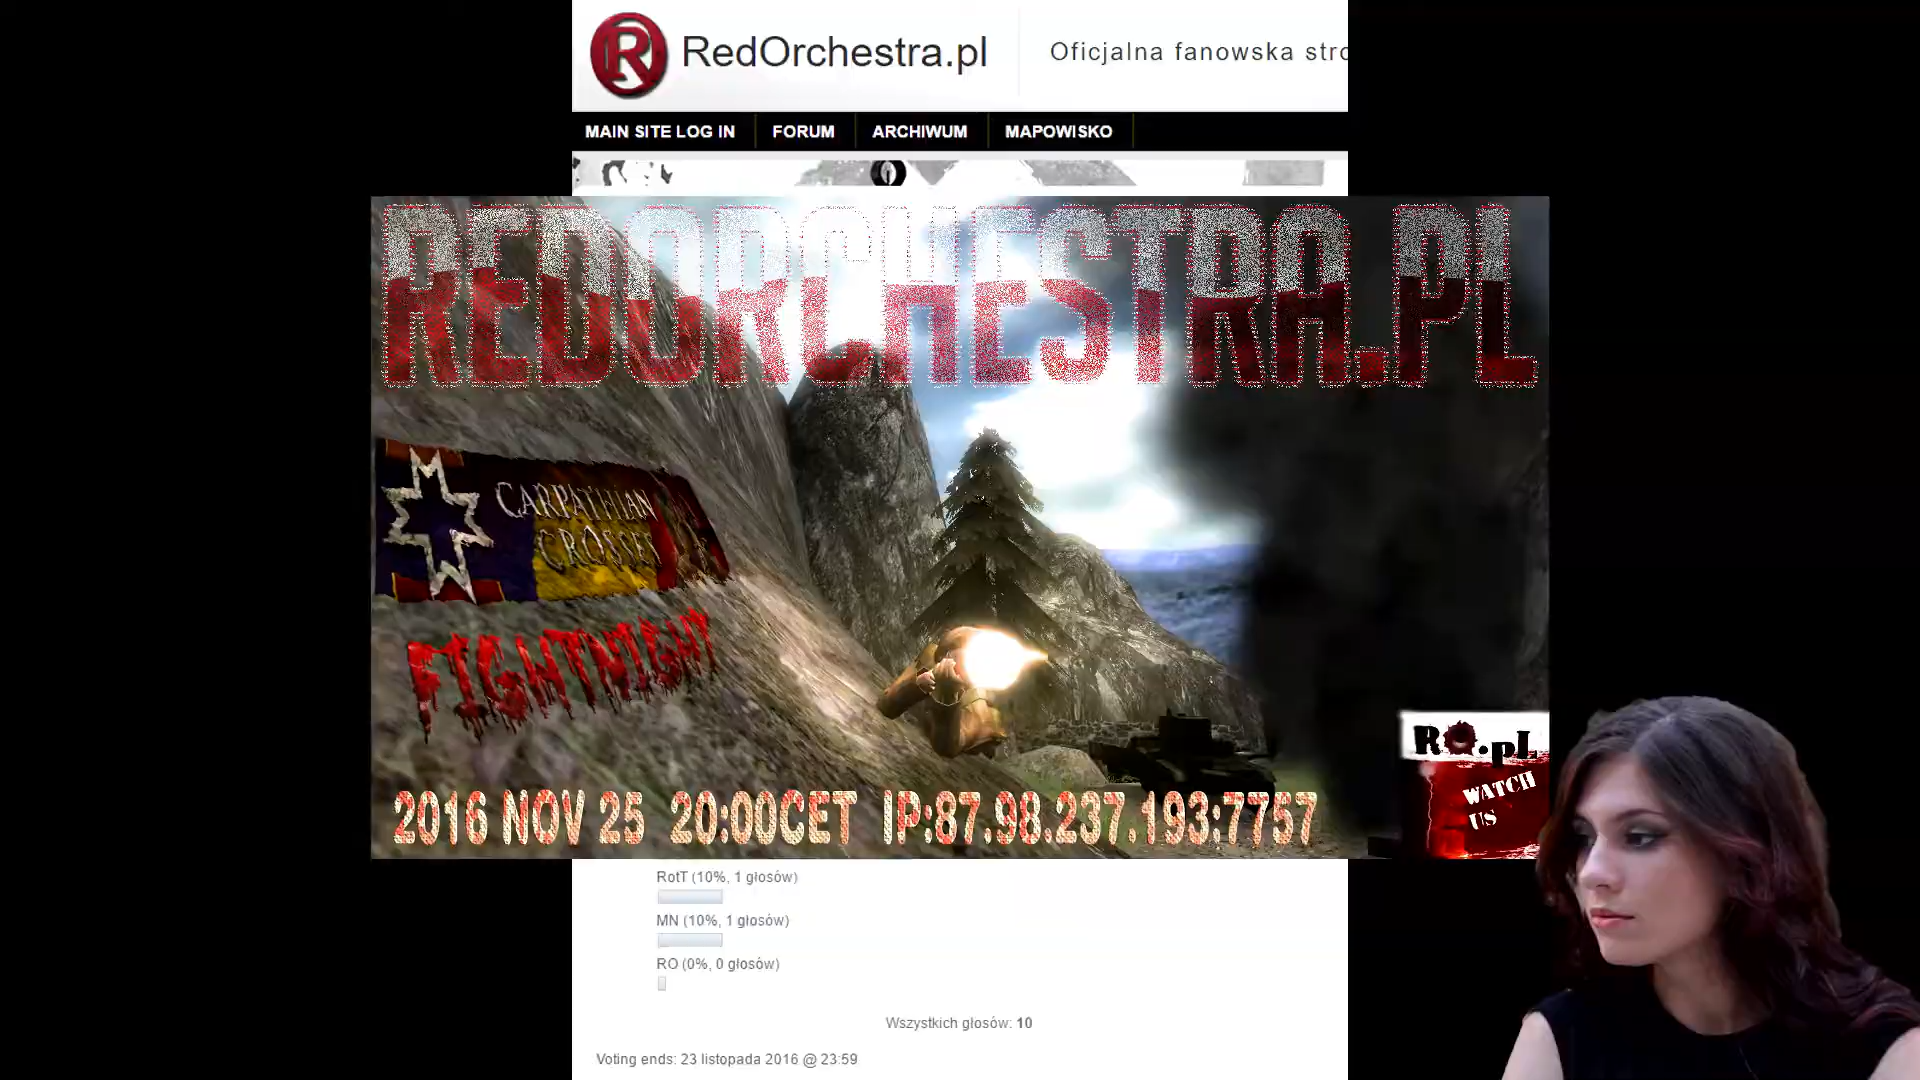 RedOrchestra.pl
Oficjalna fanowska stro
MAIN SITE LOG IN
FORUM
ARCHIWUM
MAPOWISKO
REDORCHESTRA.PL
CARPATHIAN
CROSSES
FIGHTNIGHT
RO.pL
WATCH
US
2016 NOV 25 20:00CET IP:87.98.237.193:7757
RotT (10%, 1 głosów)
MN (10%, 1 głosów)
RO (0%, 0 głosów)
Wszystkich głosów: 10
Voting ends: 23 listopada 2016 @ 23:59